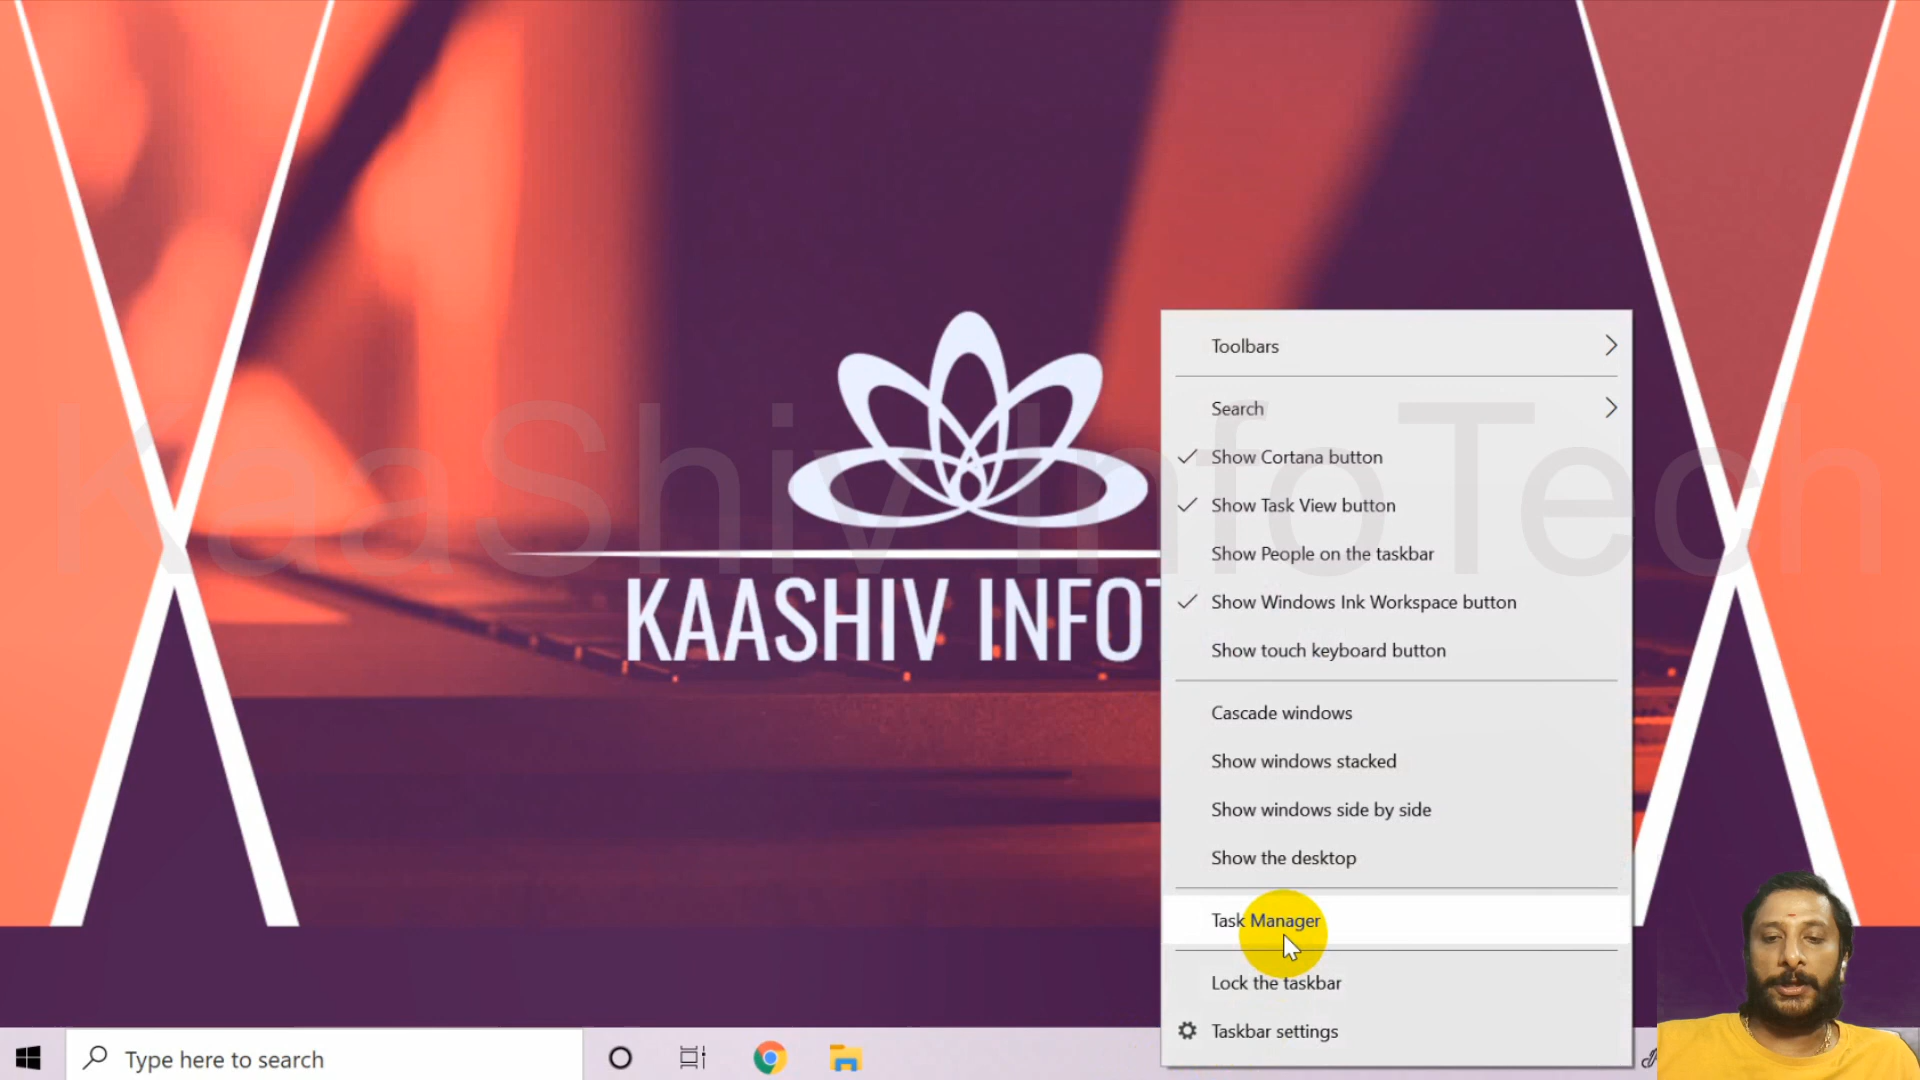 KaaShiv InfoTech
KAASHIV INFOT
Toolbars
Search
Show Cortana button
Show Task View button
Show People on the taskbar
Show Windows Ink Workspace button
Show touch keyboard button
Cascade windows
Show windows stacked
Show windows side by side
Show the desktop
Task Manager
Lock the taskbar
Taskbar settings
Type here to search